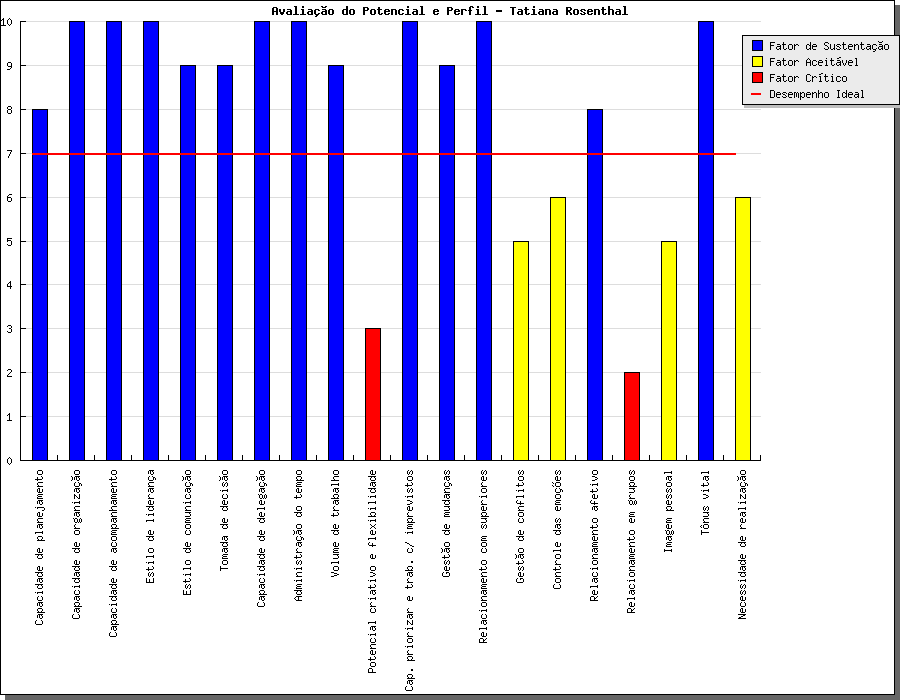 Avaliação do Potencial e Perfil - Tatiana Rosenthal
Fator de Sustentação
Fator Aceitável
Fator Crítico
Desempenho Ideal
10
9
8
7
6
5
4
3
2
1
0
Capacidade de planejamento
Capacidade de organização
Capacidade de acompanhamento
Estilo de liderança
Estilo de comunicação
Tomada de decisão
Capacidade de delegação
Administração do tempo
Volume de trabalho
Potencial criativo e flexibilidade
Cap. priorizar e trab. c/ imprevistos
Gestão de mudanças
Relacionamento com superiores
Gestão de conflitos
Controle das emoções
Relacionamento afetivo
Relacionamento em grupos
Imagem pessoal
Tônus vital
Necessidade de realização